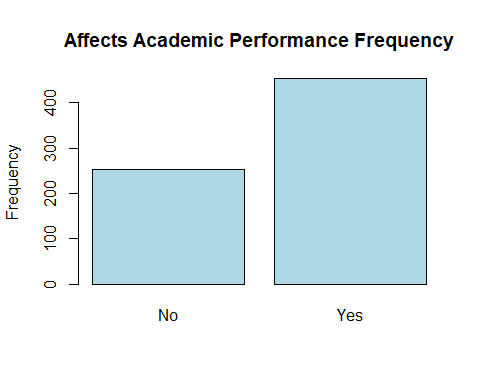 Affects Academic Performance Frequency
Frequency
400
300
200
100
0
No
Yes